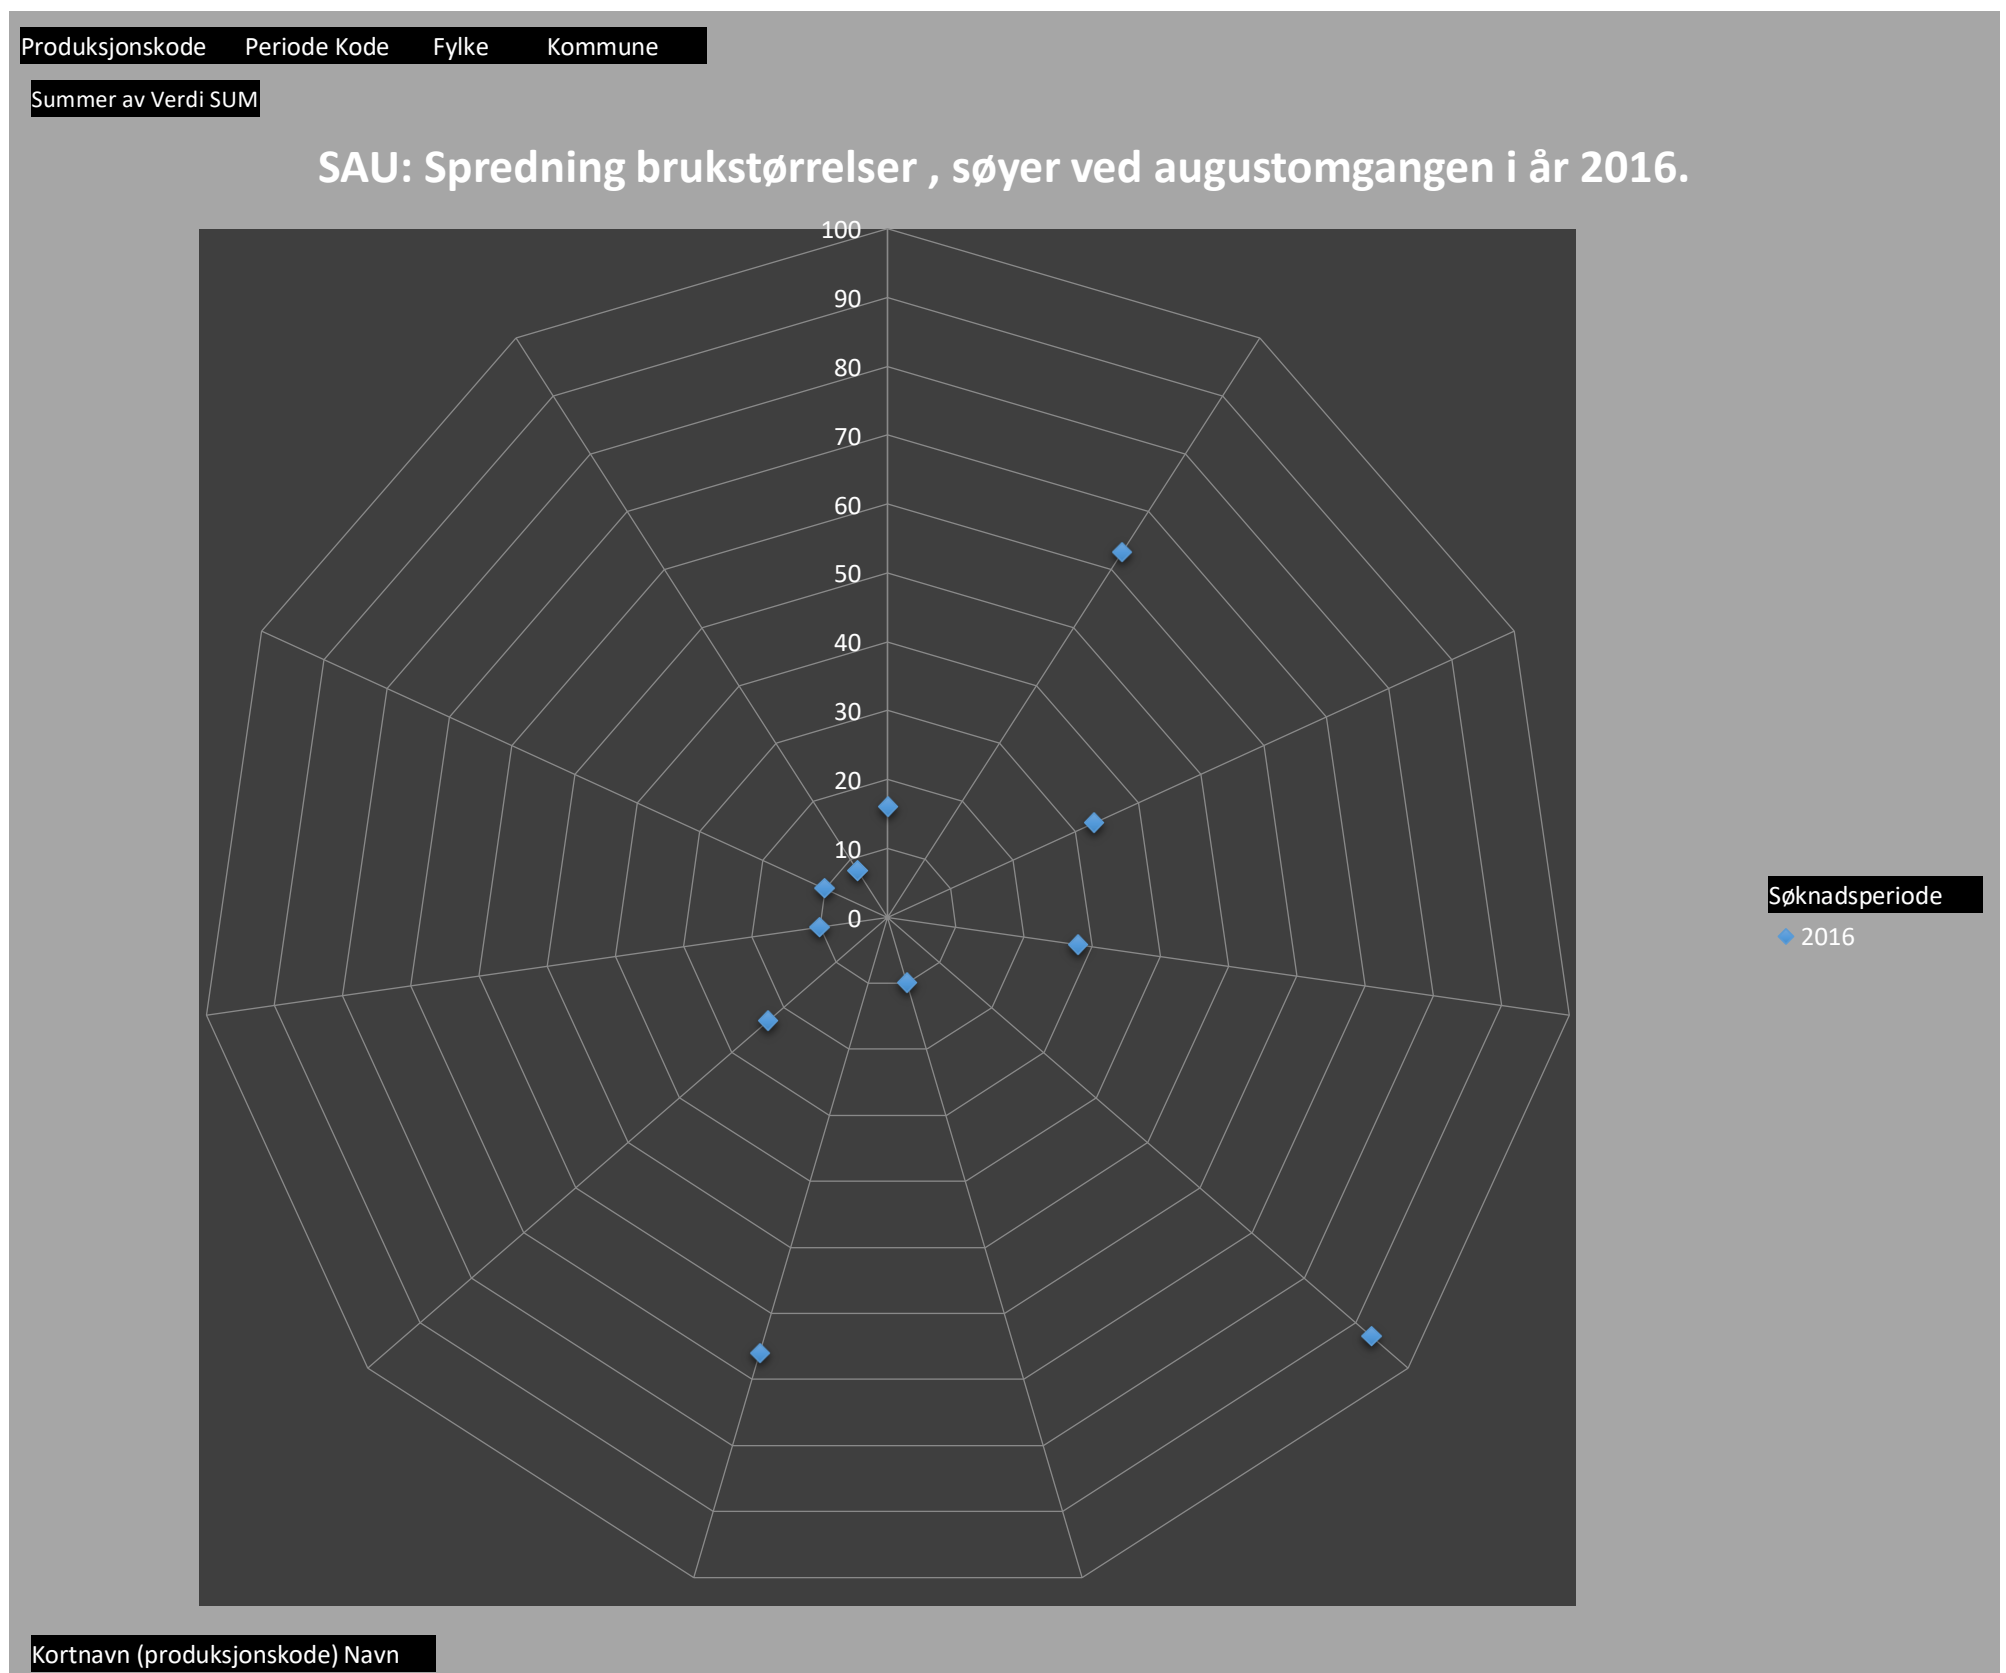 Produksjonskode Periode Kode Fylke Kommune
Summer av Verdi SUM
SAU: Spredning brukstørrelser , søyer ved augustomgangen i år 2016.
100
90
80
70
60
50
40
30
20
10
0
Søknadsperiode
2016
Kortnavn (produksjonskode) Navn